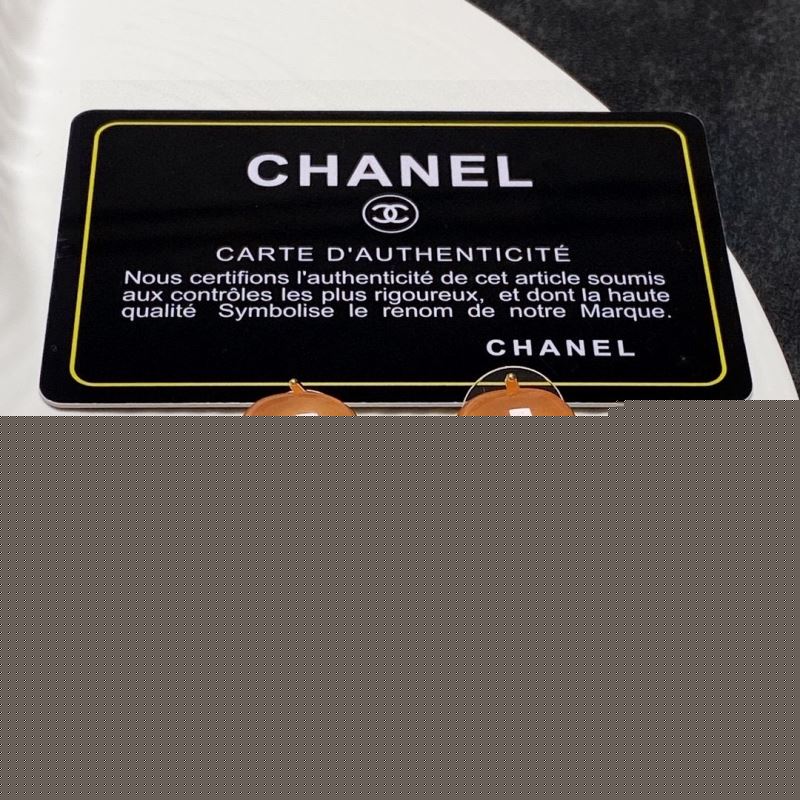 CHANEL
CARTE D'AUTHENTICITÉ
Nous certifions l'authenticité de cet article soumis
aux contrôles les plus rigoureux, et dont la haute
qualité Symbolise le renom de notre Marque.
CHANEL